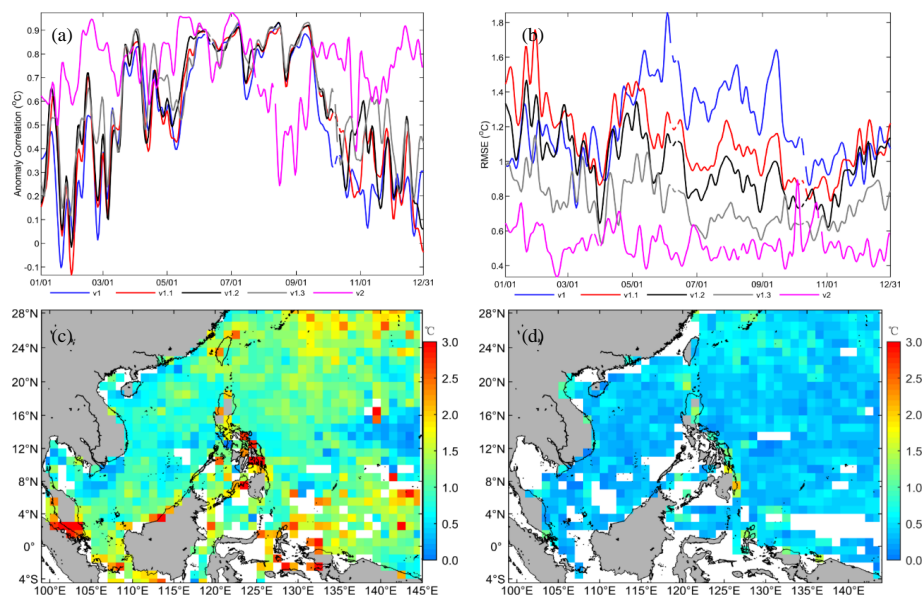 (a)
Anomaly Correlation (°C)
0.9
0.8
0.7
0.6
0.5
0.4
0.3
0.2
0.1
0
-0.1
01/01 03/01 05/01 07/01 09/01 11/01 12/31
v1 v1.1 v1.2 v1.3 v2
(b)
RMSE (°C)
1.8
1.6
1.4
1.2
1
0.8
0.6
0.4
01/01 03/01 05/01 07/01 09/01 11/01 12/31
v1 v1.1 v1.2 v1.3 v2
(c)
28°N
24°N
20°N
16°N
12°N
8°N
4°N
0°
4°S
100°E 105°E 110°E 115°E 120°E 125°E 130°E 135°E 140°E 145°E
℃
3.0
2.5
2.0
1.5
1.0
0.5
0.0
(d)
28°N
24°N
20°N
16°N
12°N
8°N
4°N
0°
4°S
100°E 105°E 110°E 115°E 120°E 125°E 130°E 135°E 140°E
℃
3.0
2.5
2.0
1.5
1.0
0.5
0.0